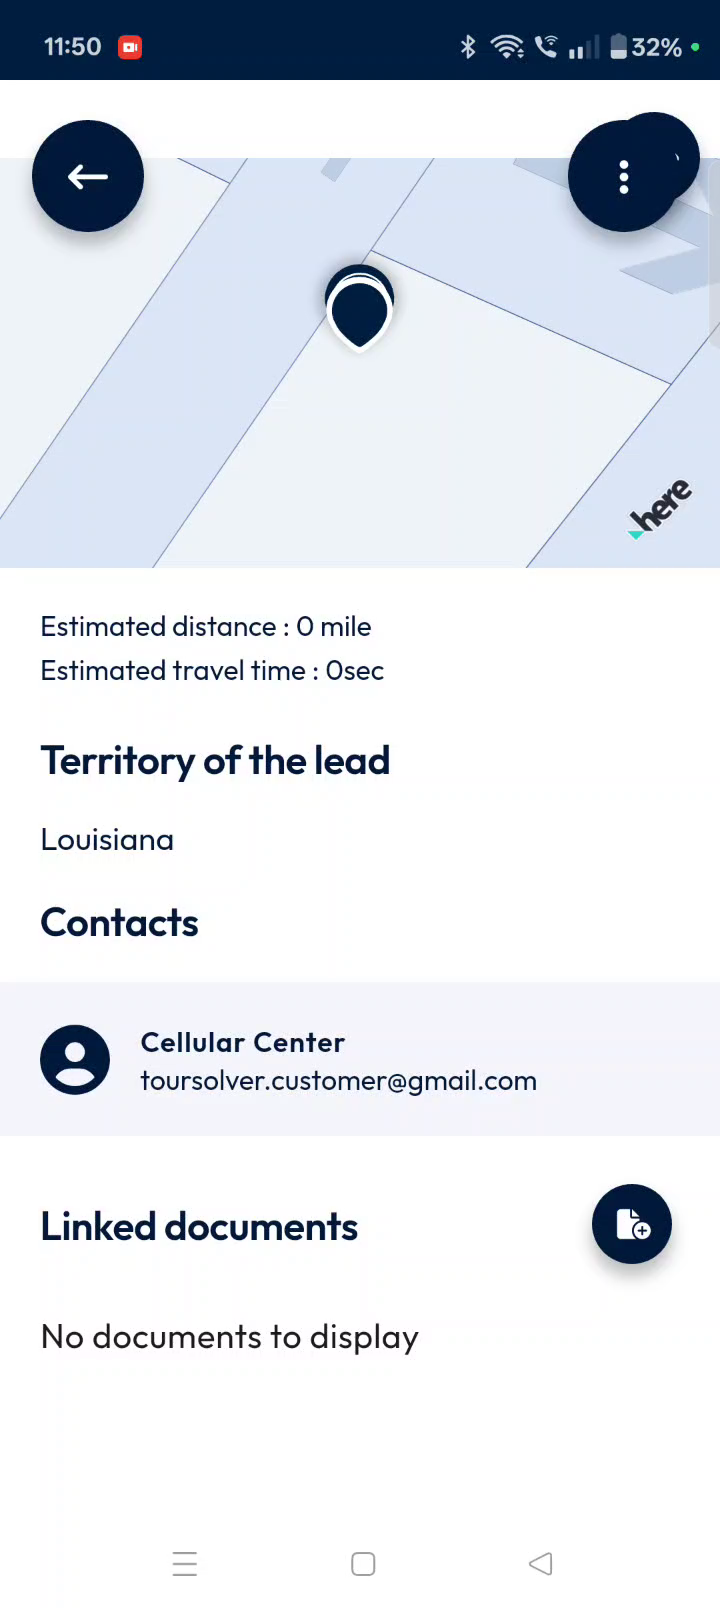 11:50
32%
here
Estimated distance : 0 mile
Estimated travel time : 0sec
Territory of the lead
Louisiana
Contacts
Cellular Center
toursolver.customer@gmail.com
Linked documents
No documents to display